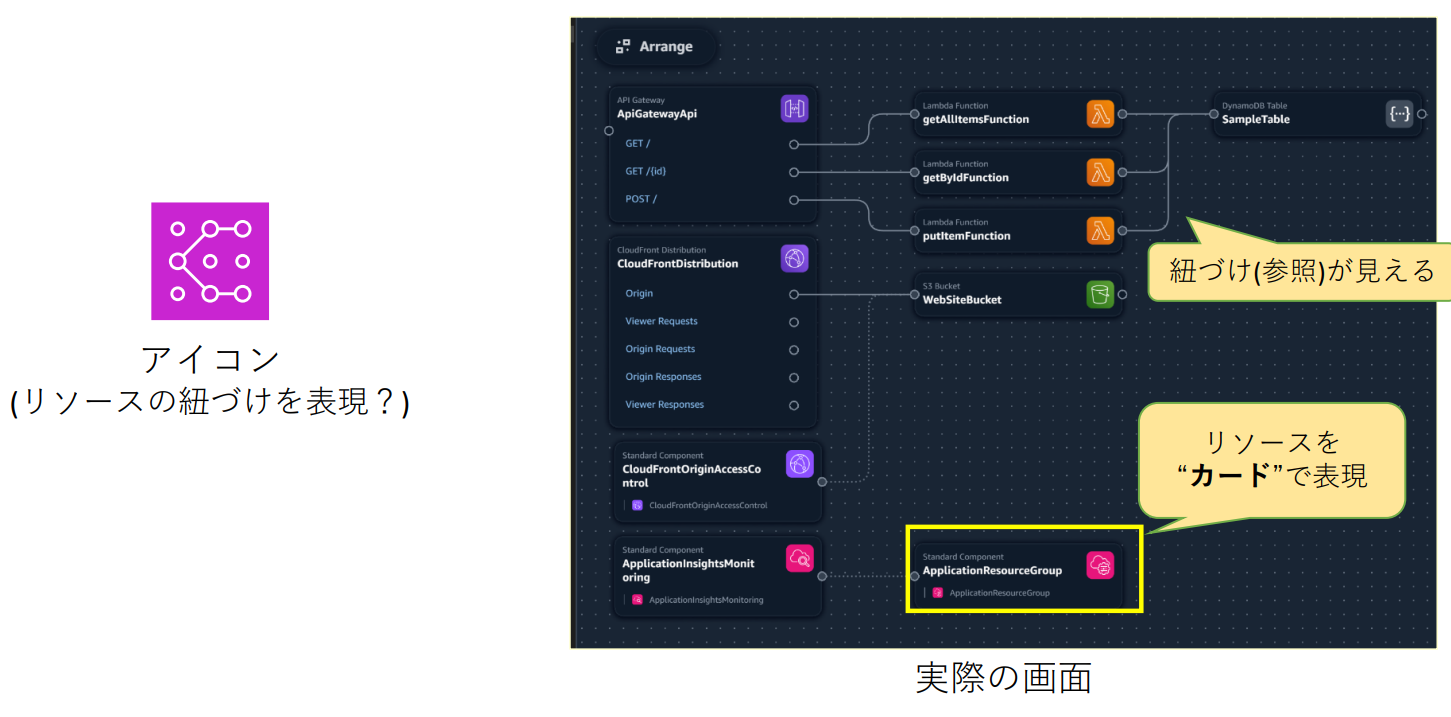 アイコン
(リソースの紐づけを表現？)
Arrange
API Gateway
ApiGatewayApi
GET /
GET /{id}
POST /
CloudFront Distribution
CloudFrontDistribution
Origin
Viewer Requests
Origin Requests
Origin Responses
Viewer Responses
Standard Component
CloudFrontOriginAccessCo
ntrol
CloudFrontOriginAccessControl
Standard Component
ApplicationInsightsMonit
oring
ApplicationInsightsMonitoring
Lambda Function
getAllItemsFunction
Lambda Function
getByIdFunction
Lambda Function
putItemFunction
S3 Bucket
WebSiteBucket
Standard Component
ApplicationResourceGroup
ApplicationResourceGroup
DynamoDB Table
SampleTable
{...}
紐づけ(参照)が見える
リソースを
“カード”で表現
実際の画面